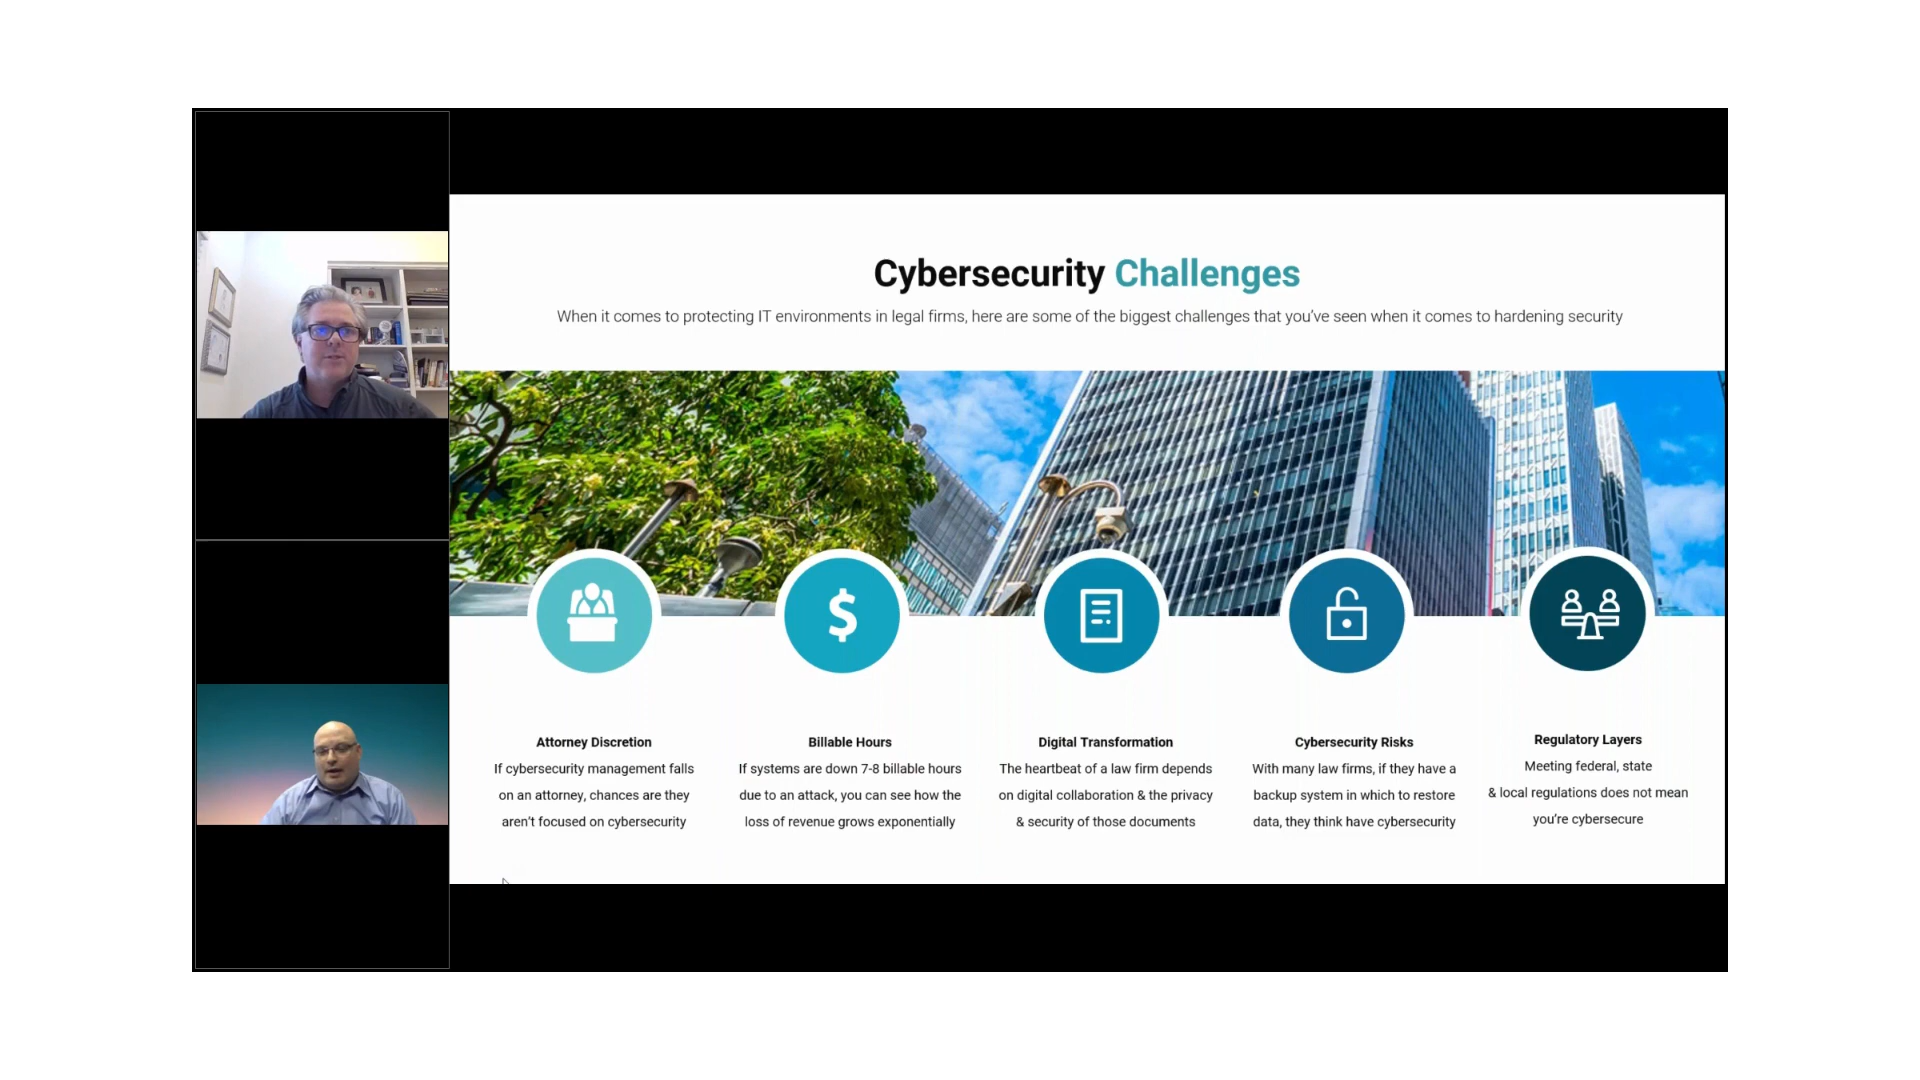 Cybersecurity Challenges
When it comes to protecting IT environments in legal firms, here are some of the biggest challenges that you've seen when it comes to hardening security
Attorney Discretion
If cybersecurity management falls
on an attorney, chances are they
aren't focused on cybersecurity
Billable Hours
If systems are down 7-8 billable hours
due to an attack, you can see how the
loss of revenue grows exponentially
Digital Transformation
The heartbeat of a law firm depends
on digital collaboration & the privacy
& security of those documents
Cybersecurity Risks
With many law firms, if they have a
backup system in which to restore
data, they think have cybersecurity
Regulatory Layers
Meeting federal, state
& local regulations does not mean
you're cybersecure